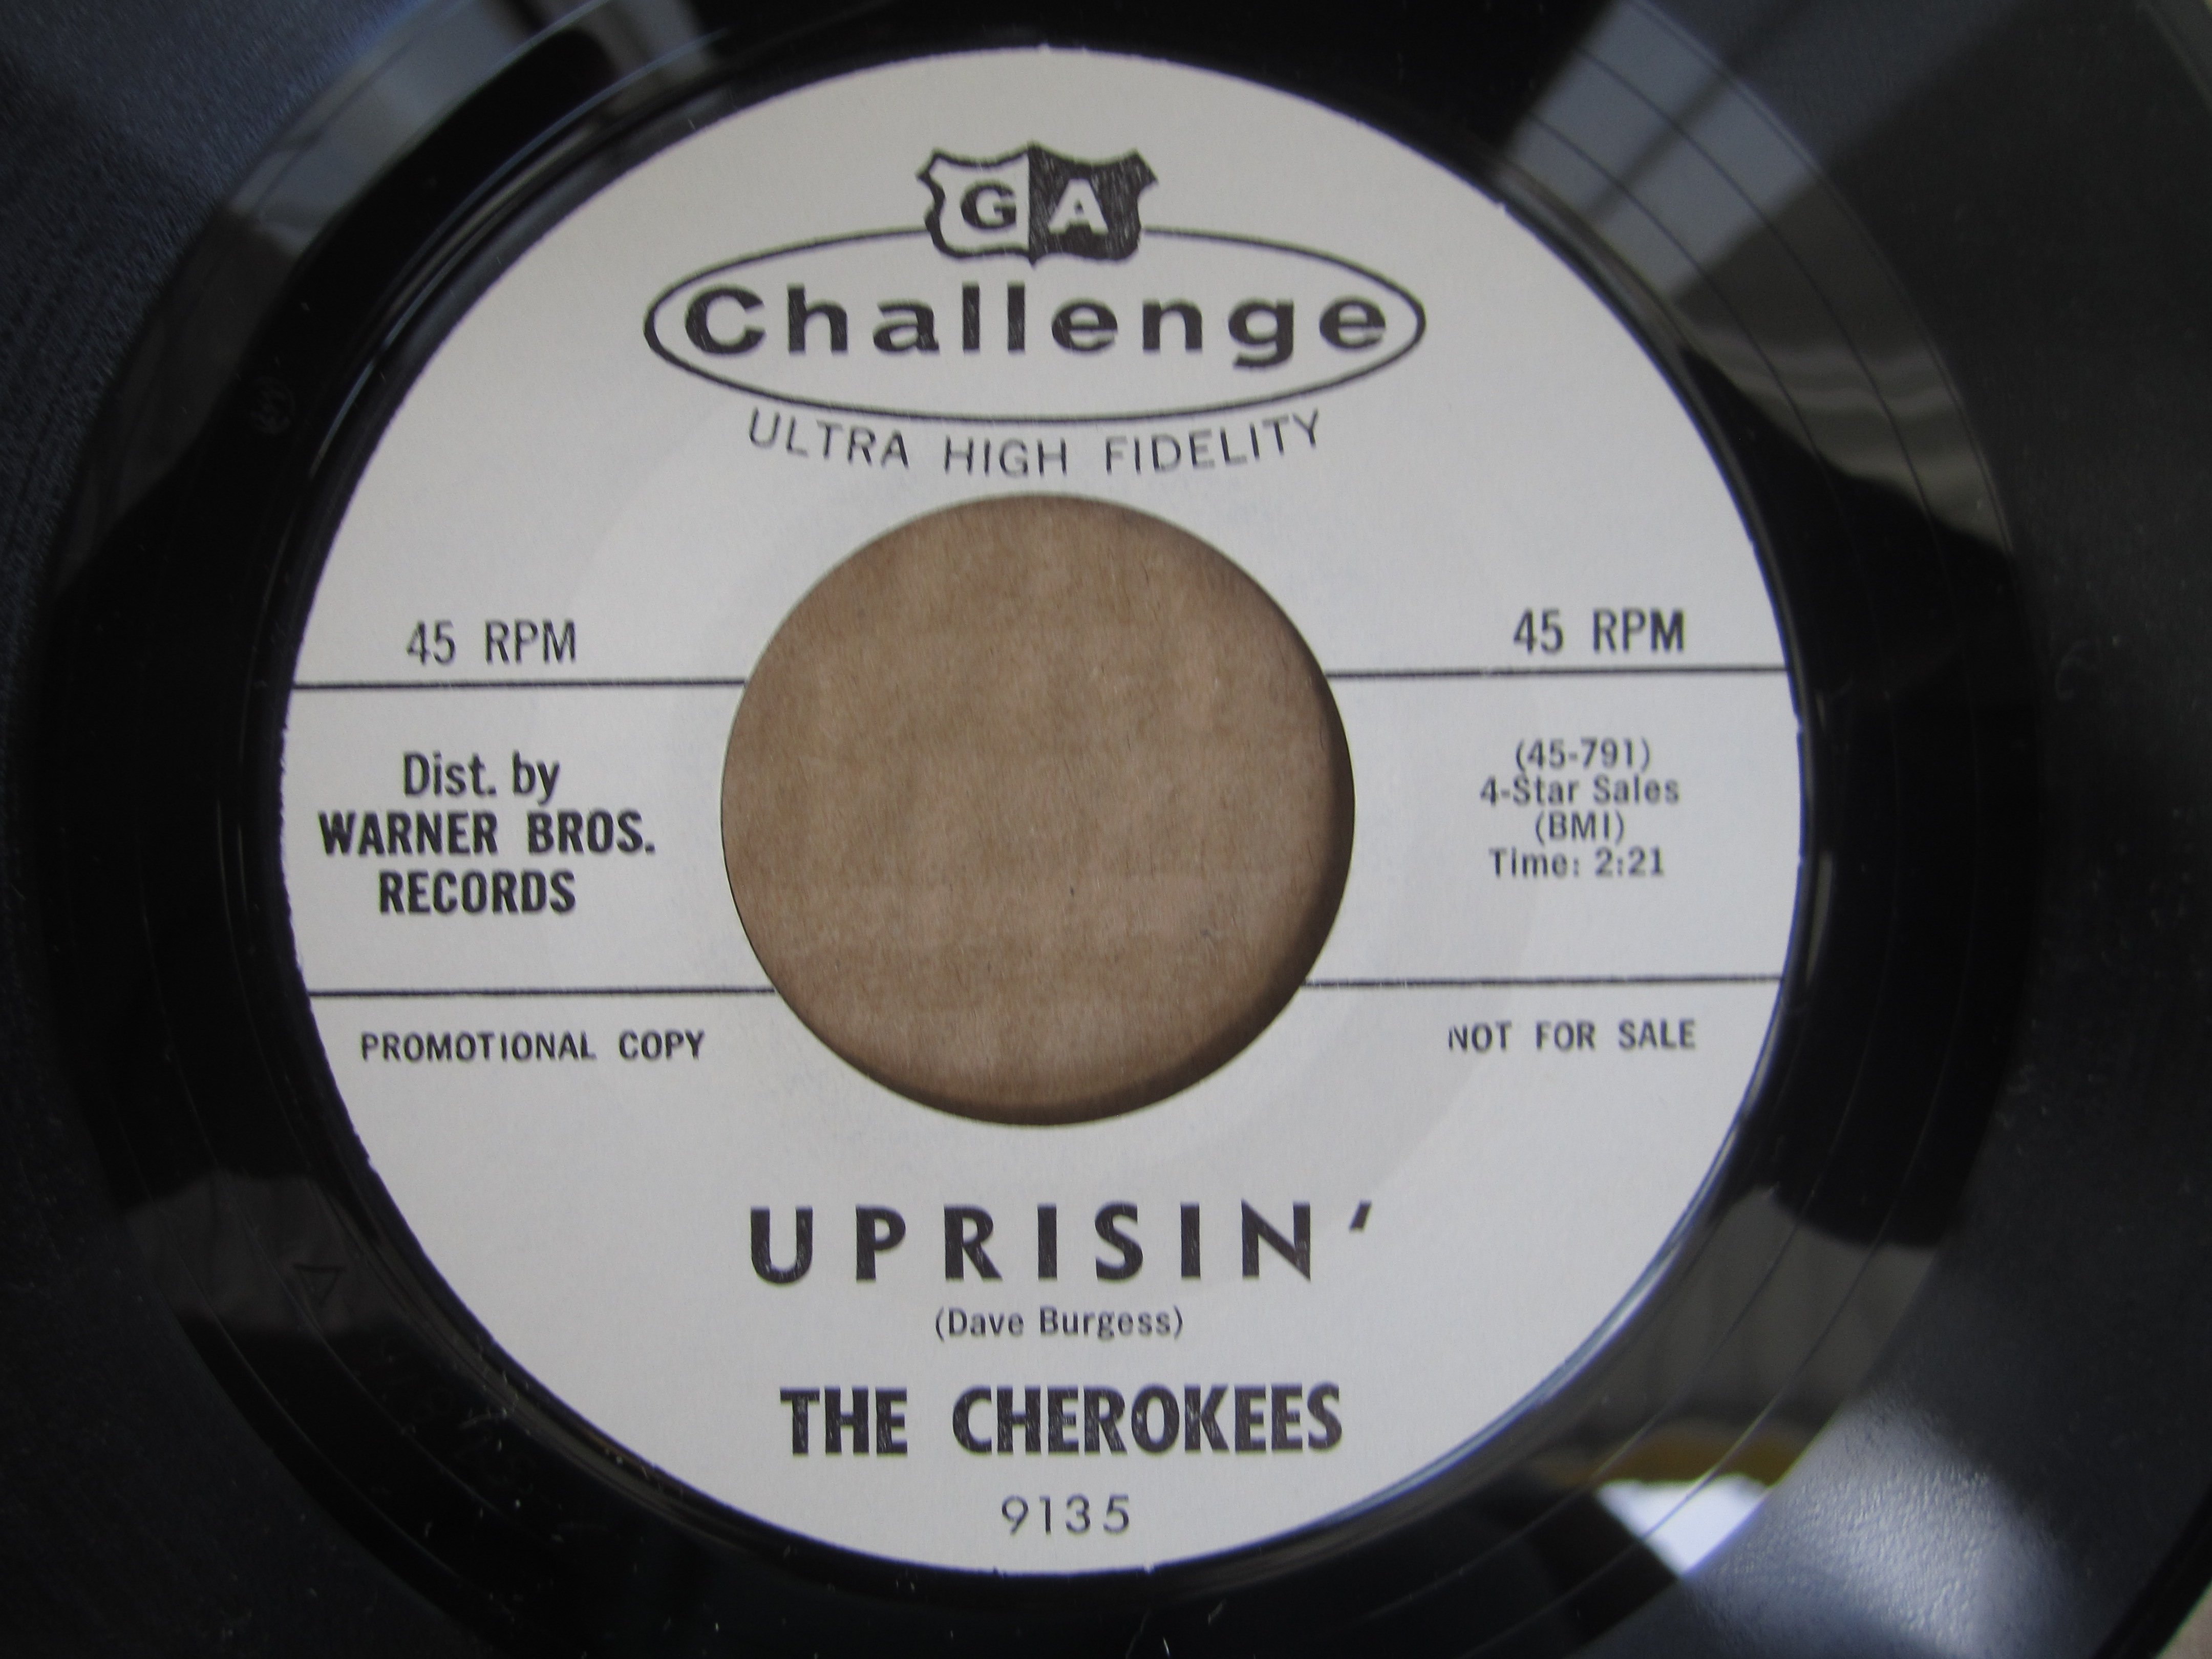 GA
Challenge
ULTRA HIGH FIDELITY
45 RPM
45 RPM
Dist. by
WARNER BROS.
RECORDS
(45-791)
4-Star Sales
(BMI)
Time: 2:21
PROMOTIONAL COPY
NOT FOR SALE
UPRISIN'
(Dave Burgess)
THE CHEROKEES
9135